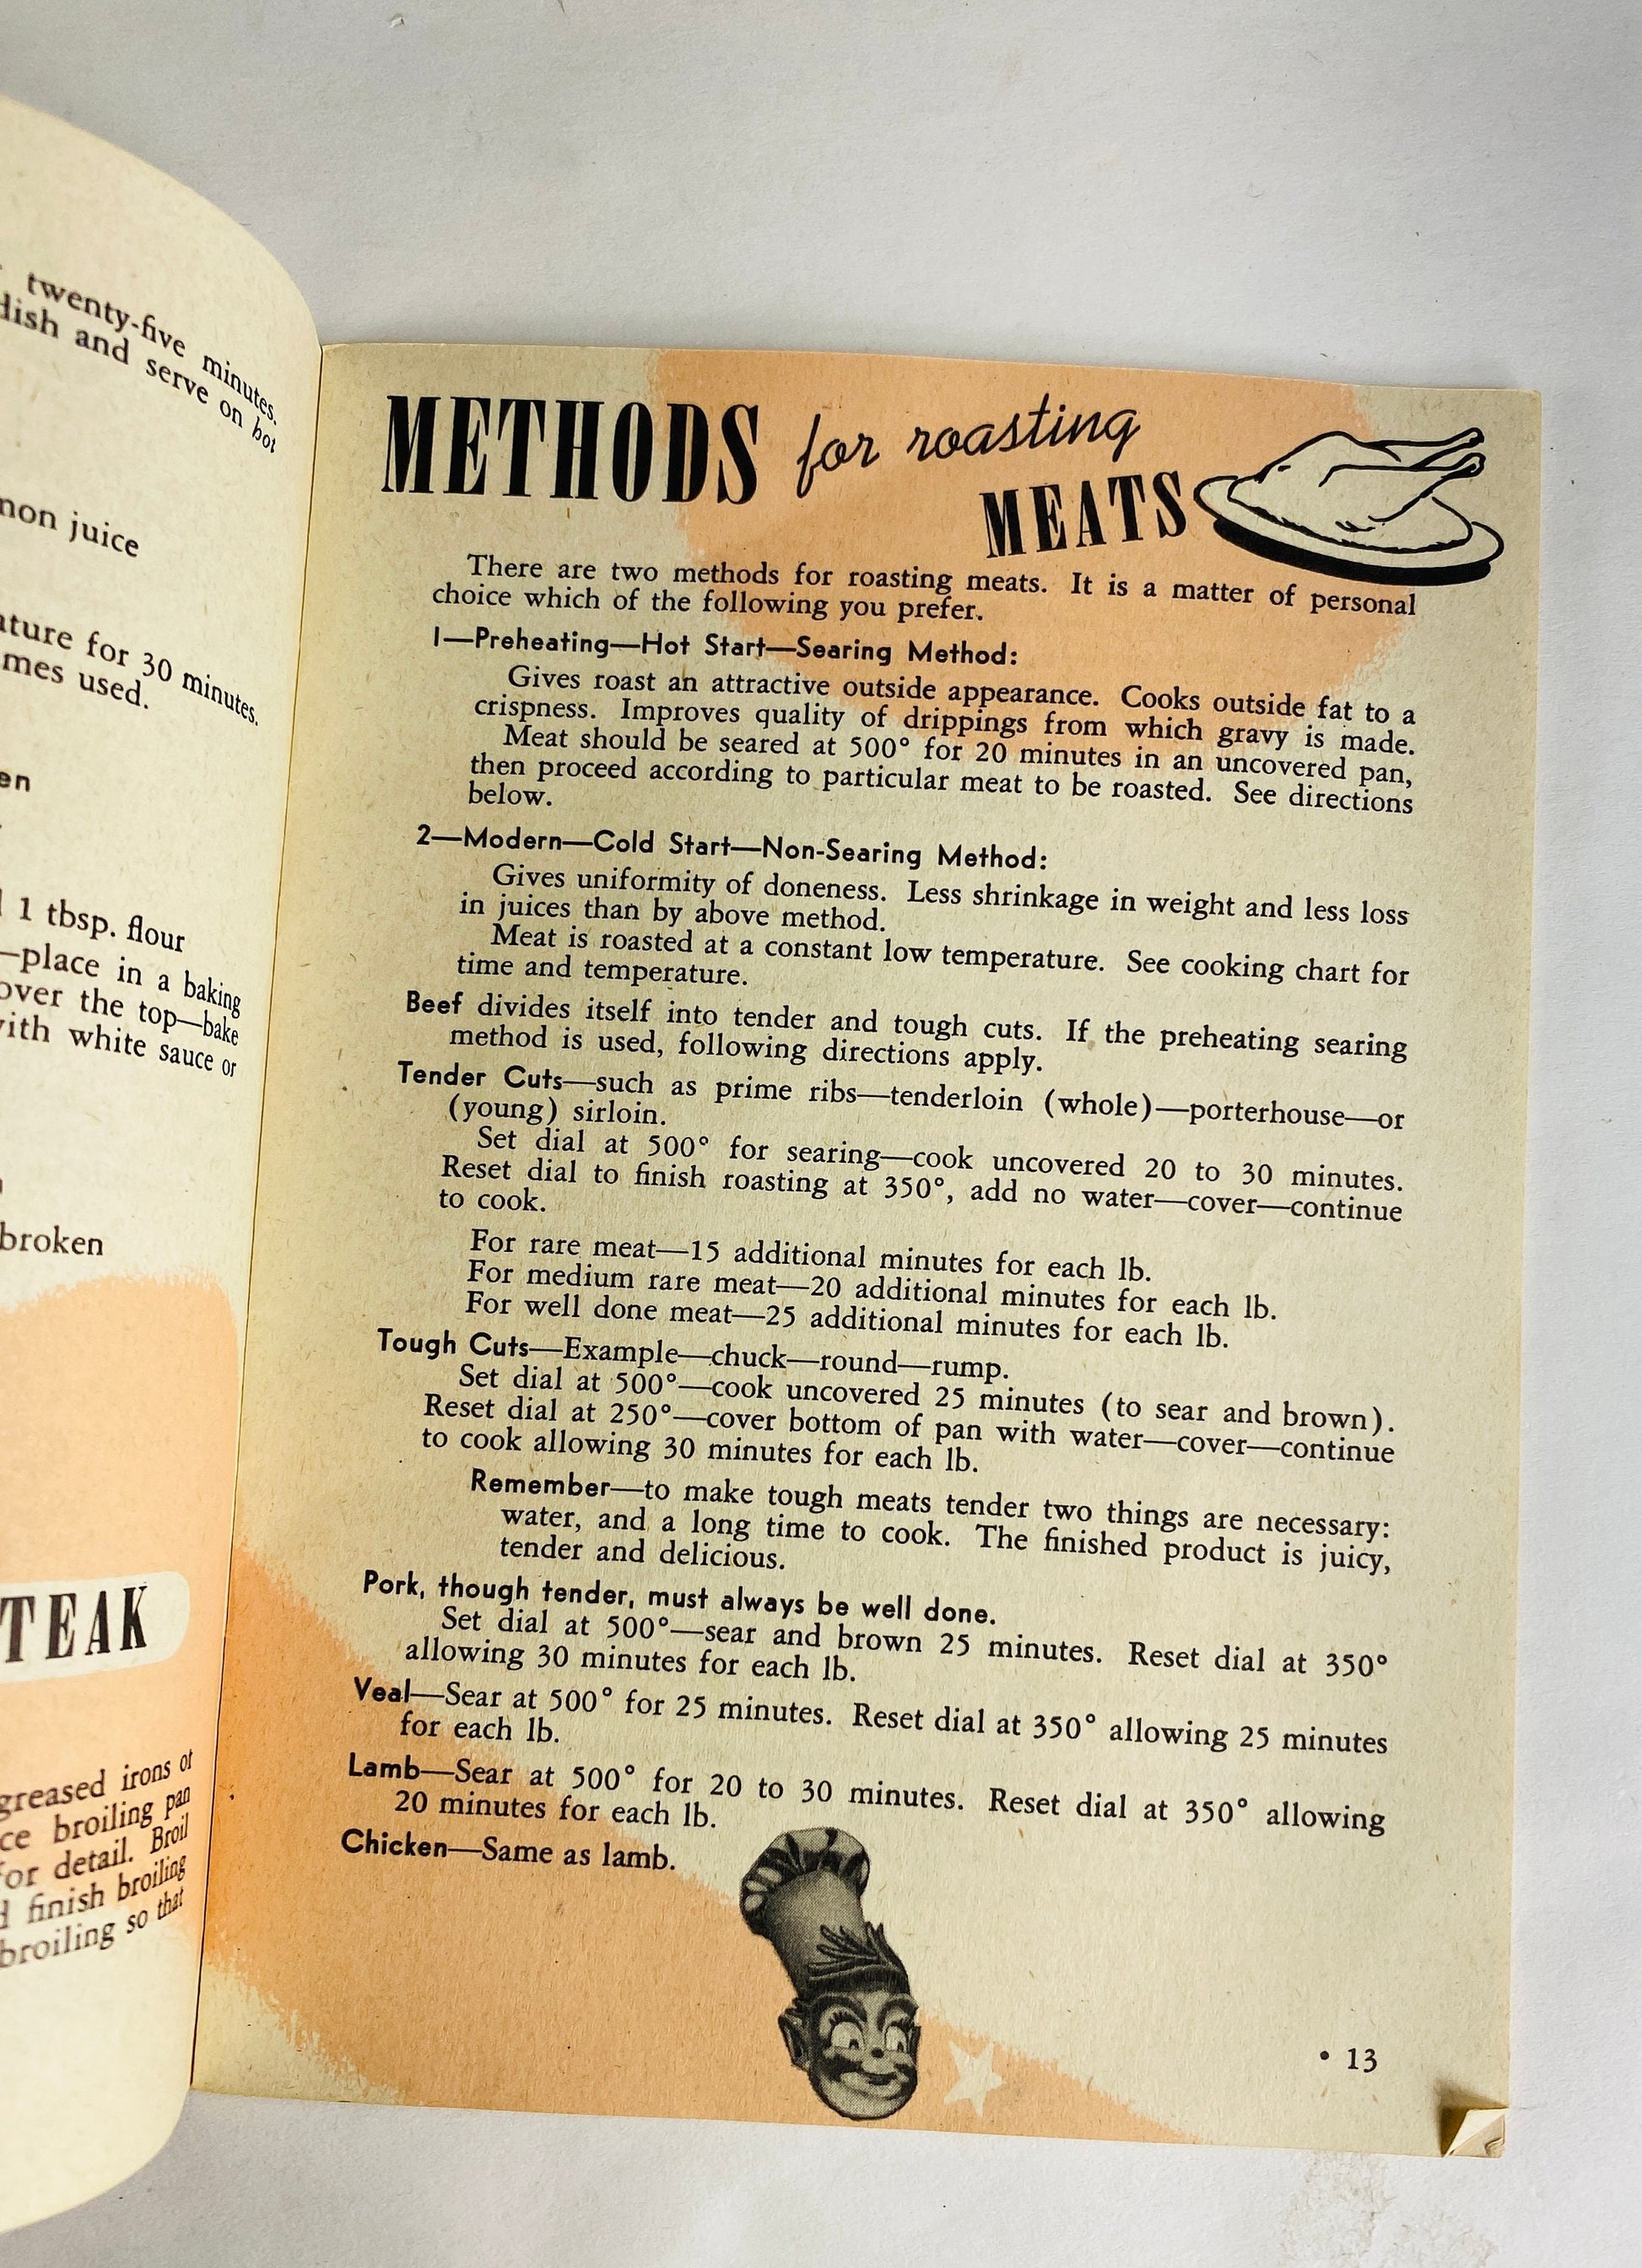 twenty-five minutes.
dish and serve on hot
juice
for 30 minutes.
used.
1 tbsp. flour
—place in a baking
over the top—bake
with white sauce or
broken
TEAK
greased irons or
broiling pan
for detail. Broil
finish broiling
broiling so that
METHODS for roasting
MEATS
There are two methods for roasting meats. It is a matter of personal
choice which of the following you prefer.
1—Preheating—Hot Start—Searing Method:
Gives roast an attractive outside appearance. Cooks outside fat to a
crispness. Improves quality of drippings from which gravy is made.
Meat should be seared at 500° for 20 minutes in an uncovered pan,
then proceed according to particular meat to be roasted. See directions
below.
2—Modern—Cold Start—Non-Searing Method:
Gives uniformity of doneness. Less shrinkage in weight and less loss
in juices than by above method.
Meat is roasted at a constant low temperature. See cooking chart for
time and temperature.
Beef divides itself into tender and tough cuts. If the preheating searing
method is used, following directions apply.
Tender Cuts—such as prime ribs—tenderloin (whole)—porterhouse—or
(young) sirloin.
Set dial at 500° for searing—cook uncovered 20 to 30 minutes.
Reset dial to finish roasting at 350°, add no water—cover—continue
to cook.
For rare meat—15 additional minutes for each lb.
For medium rare meat—20 additional minutes for each lb.
For well done meat—25 additional minutes for each lb.
Tough Cuts—Example—chuck—round—rump.
Set dial at 500°—cook uncovered 25 minutes (to sear and brown).
Reset dial at 250°—cover bottom of pan with water—cover—continue
to cook allowing 30 minutes for each lb.
Remember—to make tough meats tender two things are necessary:
water, and a long time to cook. The finished product is juicy,
tender and delicious.
Pork, though tender, must always be well done.
Set dial at 500°—sear and brown 25 minutes. Reset dial at 350°
allowing 30 minutes for each lb.
Veal—Sear at 500° for 25 minutes. Reset dial at 350° allowing 25 minutes
for each lb.
Lamb—Sear at 500° for 20 to 30 minutes. Reset dial at 350° allowing
20 minutes for each lb.
Chicken—Same as lamb.
• 13